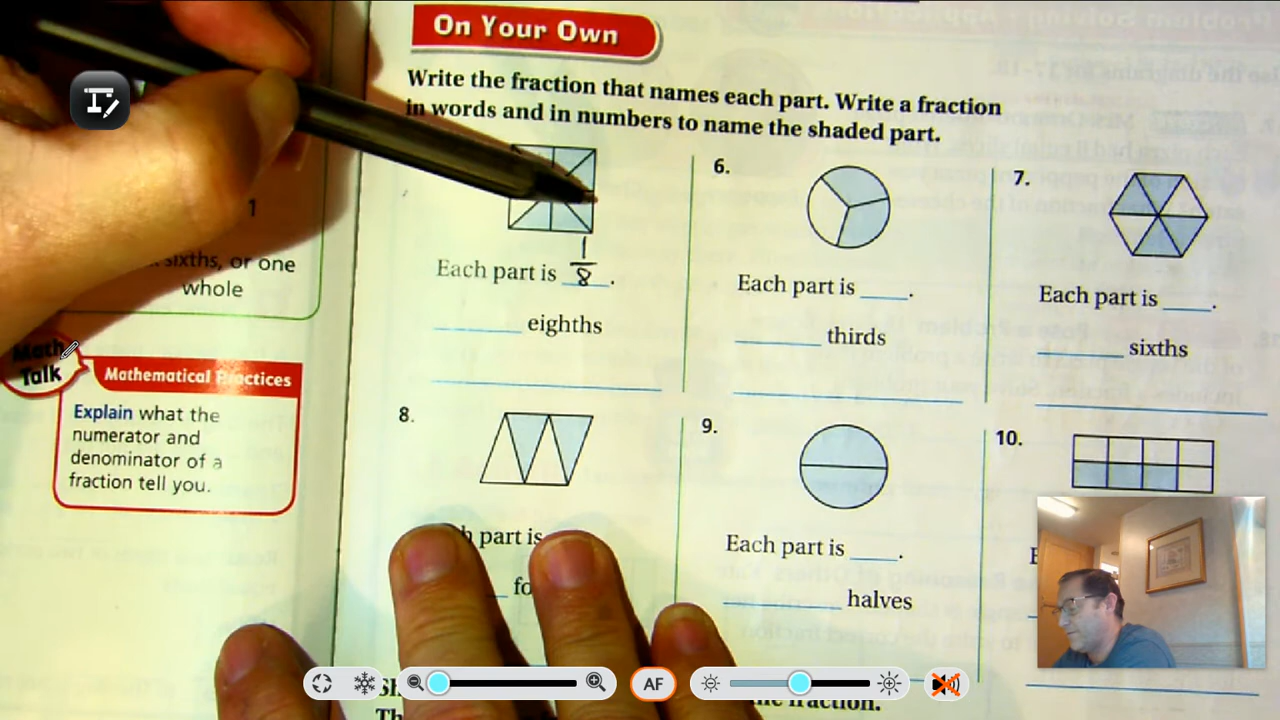 On Your Own
Write the fraction that names each part. Write a fraction
in words and in numbers to name the shaded part.
Each part is 1/8.
eighths
6.
Each part is ____.
thirds
7.
Each part is ____.
sixths
8.
part is
9.
Each part is ____.
halves
10.
1
sixths, or one
whole
Math
Talk
Mathematical Practices
Explain what the
numerator and
denominator of a
fraction tell you.
AF